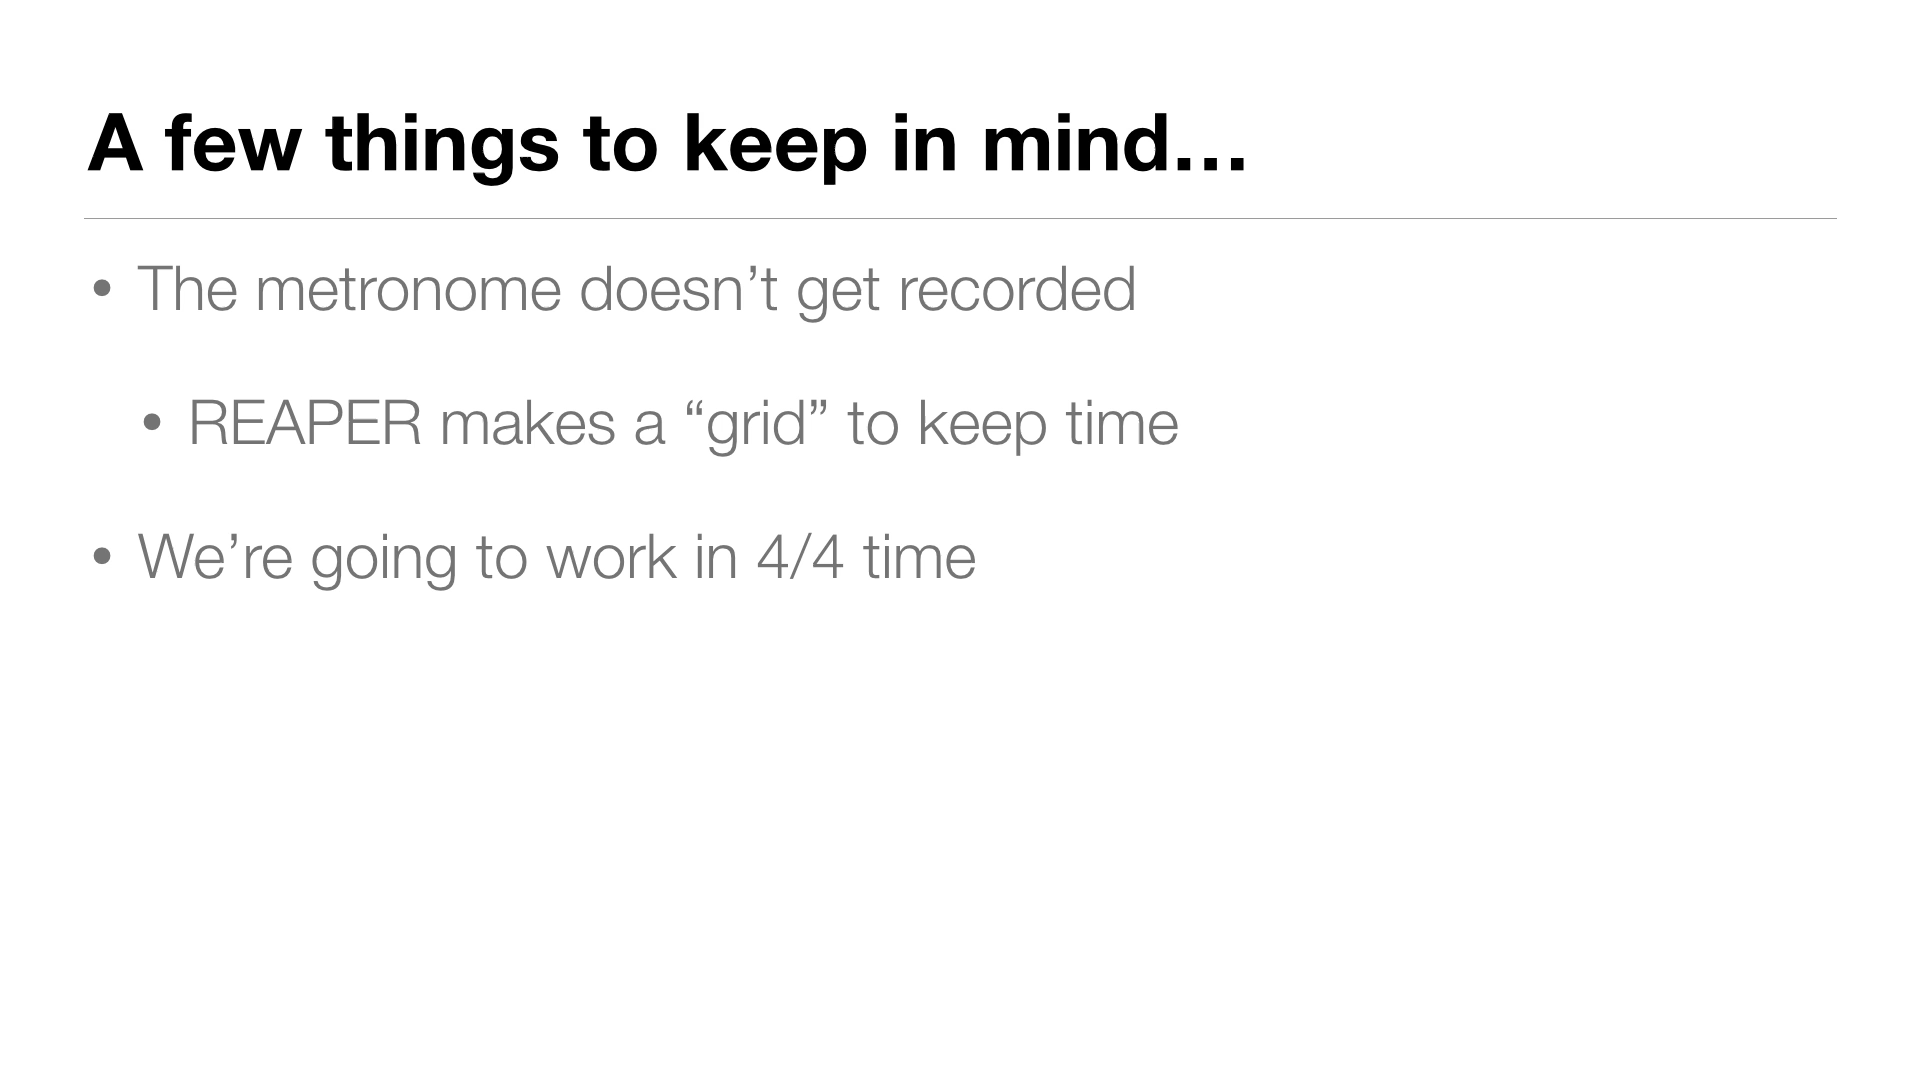 A few things to keep in mind…
• The metronome doesn’t get recorded
• REAPER makes a “grid” to keep time
• We’re going to work in 4/4 time